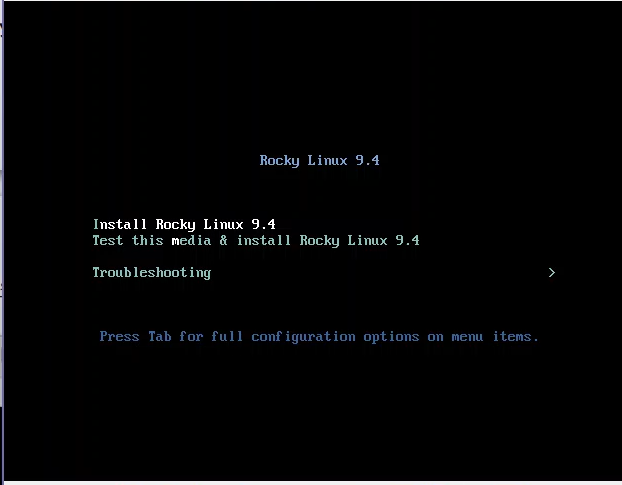 Rocky Linux 9.4
Install Rocky Linux 9.4
Test this media & install Rocky Linux 9.4
Troubleshooting >
Press Tab for full configuration options on menu items.